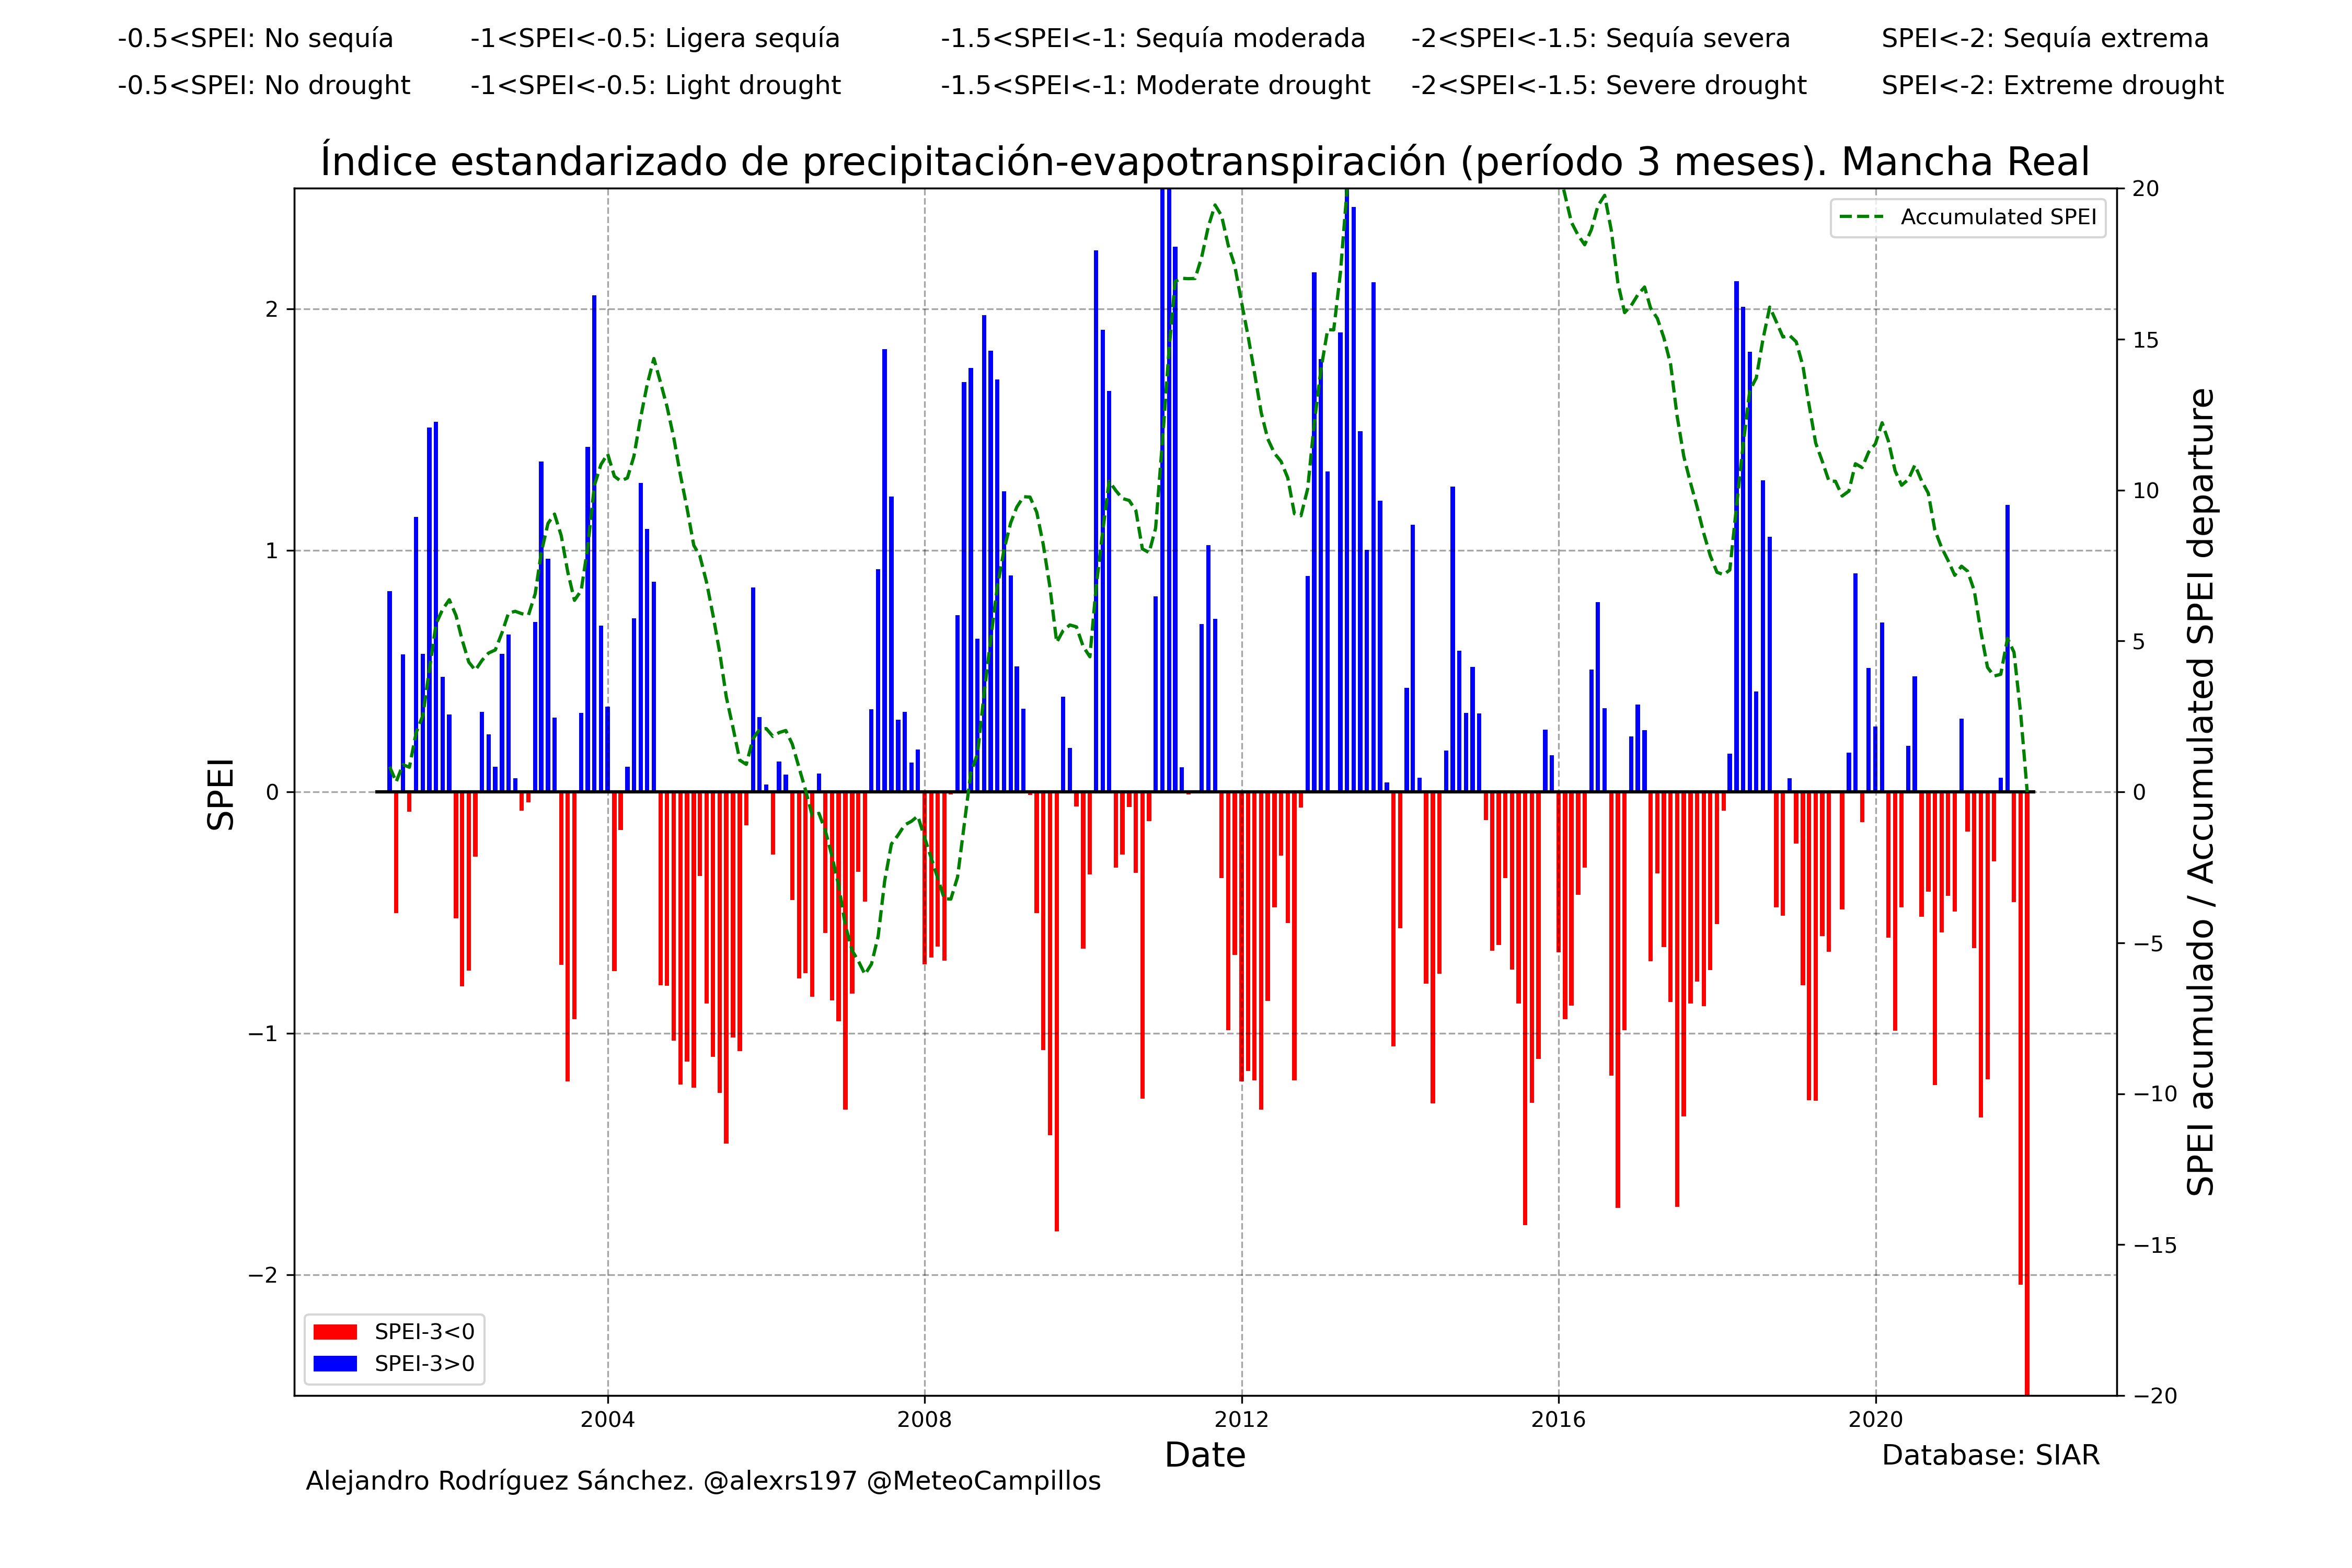 -0.5<SPEI: No sequía -1<SPEI<-0.5: Ligera sequía -1.5<SPEI<-1: Sequía moderada -2<SPEI<-1.5: Sequía severa SPEI<-2: Sequía extrema
-0.5<SPEI: No drought -1<SPEI<-0.5: Light drought -1.5<SPEI<-1: Moderate drought -2<SPEI<-1.5: Severe drought SPEI<-2: Extreme drought
Índice estandarizado de precipitación-evapotranspiración (período 3 meses). Mancha Real
Accumulated SPEI
2
1
0
−1
−2
SPEI
20
15
10
5
0
−5
−10
−15
−20
SPEI acumulado / Accumulated SPEI departure
SPEI-3<0
SPEI-3>0
2004 2008 2012 2016 2020
Date
Database: SIAR
Alejandro Rodríguez Sánchez. @alexrs197 @MeteoCampillos